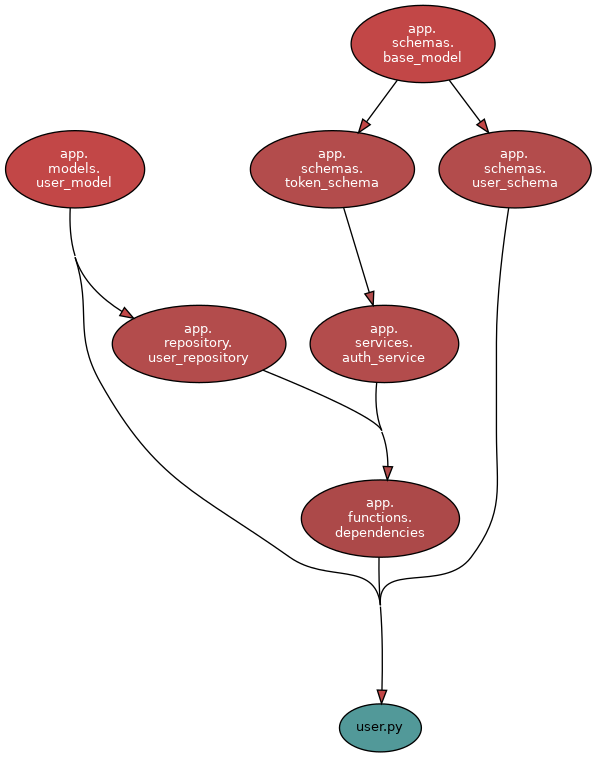 app.
schemas.
base_model
app.
models.
user_model
app.
schemas.
token_schema
app.
schemas.
user_schema
app.
repository.
user_repository
app.
services.
auth_service
app.
functions.
dependencies
user.py